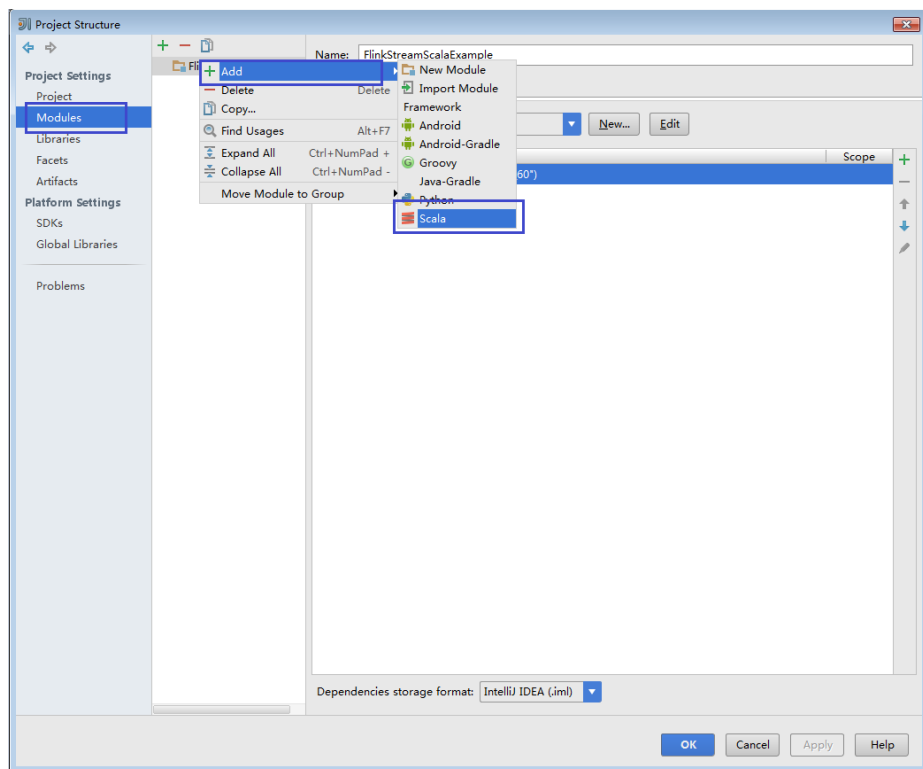 Project Structure
Project Settings
Project
Modules
Libraries
Facets
Artifacts
Platform Settings
SDKs
Global Libraries
Problems
Fli
Add
Delete Delete
Copy...
Find Usages Alt+F7
Expand All Ctrl+NumPad +
Collapse All Ctrl+NumPad -
Move Module to Group
New Module
Import Module
Framework
Android
Android-Gradle
Groovy
Java-Gradle
Python
Scala
Name: FlinkStreamScalaExample
New... Edit
Scope
60")
Dependencies storage format: IntelliJ IDEA (.iml)
OK Cancel Apply Help